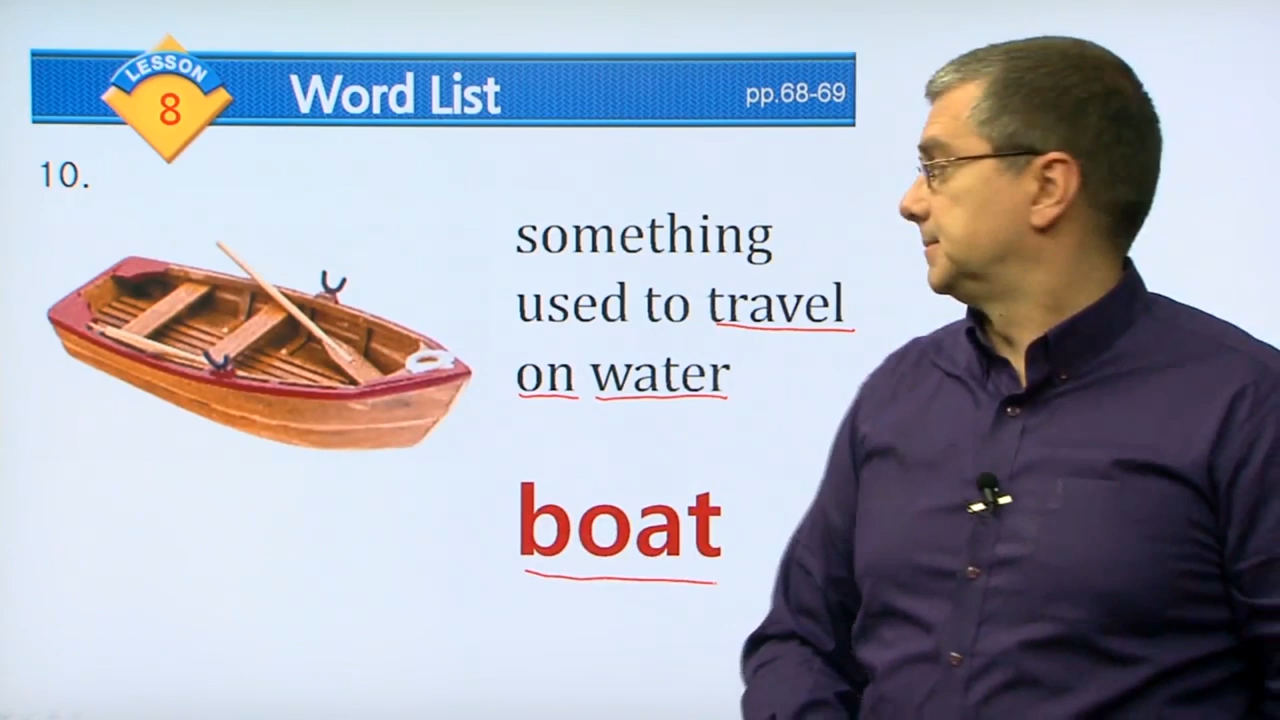 LESSON
8
Word List
pp.68-69
10.
something
used to travel
on water
boat